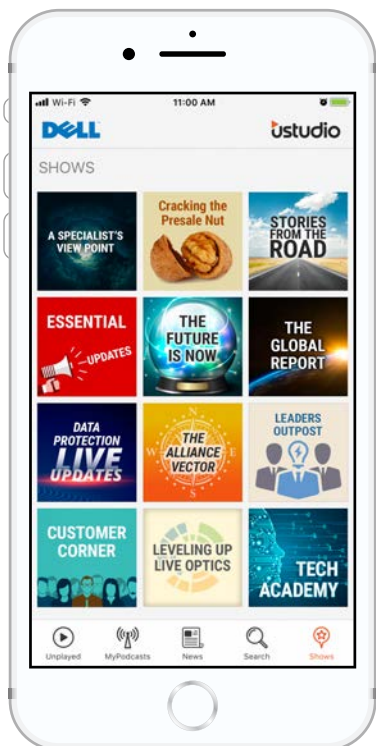 Wi-Fi
11:00 AM
DELL
ustudio
SHOWS
A SPECIALIST'S
VIEW POINT
Cracking the
Presale Nut
STORIES
FROM THE
ROAD
ESSENTIAL
UPDATES
THE
FUTURE
IS NOW
THE
GLOBAL
REPORT
DATA
PROTECTION
LIVE
UPDATES
N
W
E
S
THE
ALLIANCE
VECTOR
LEADERS
OUTPOST
CUSTOMER
CORNER
LEVELING UP
LIVE OPTICS
TECH
ACADEMY
Unplayed
MyPodcasts
News
Search
Shows